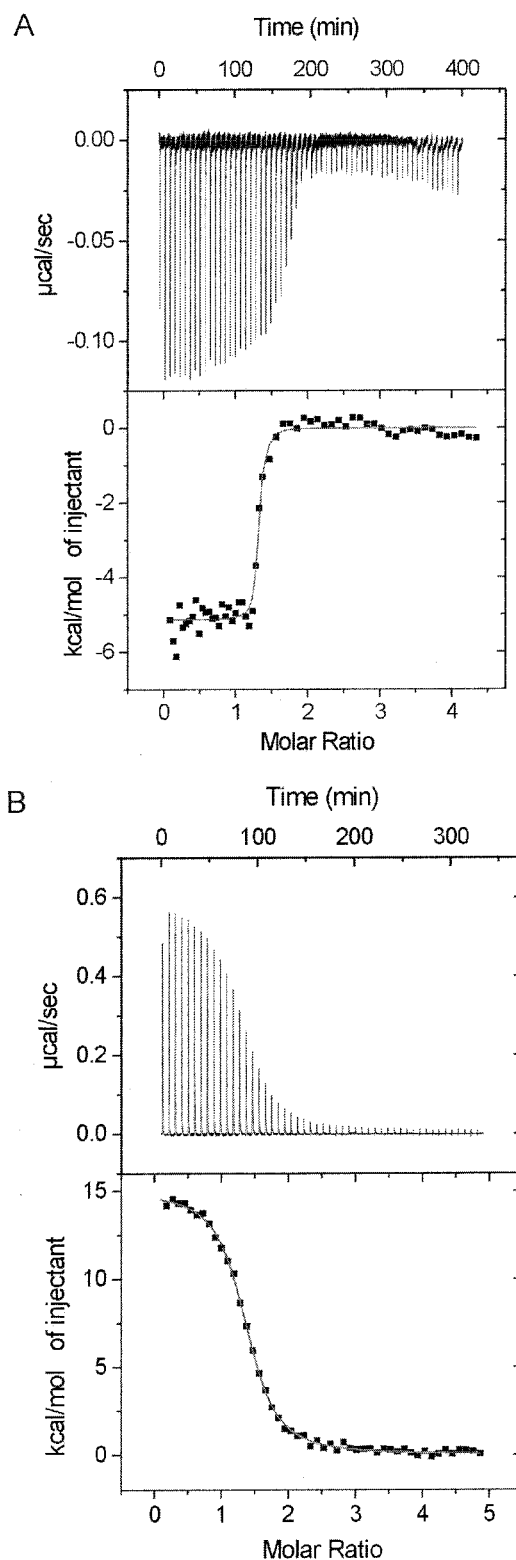 A
Time (min)
0 100 200 300 400
0.00
-0.05
-0.10
µcal/sec
0
-2
-4
-6
kcal/mol of injectant
0 1 2 3 4
Molar Ratio
B
Time (min)
0 100 200 300
0.6
0.4
0.2
0.0
µcal/sec
15
10
5
0
kcal/mol of injectant
0 1 2 3 4 5
Molar Ratio